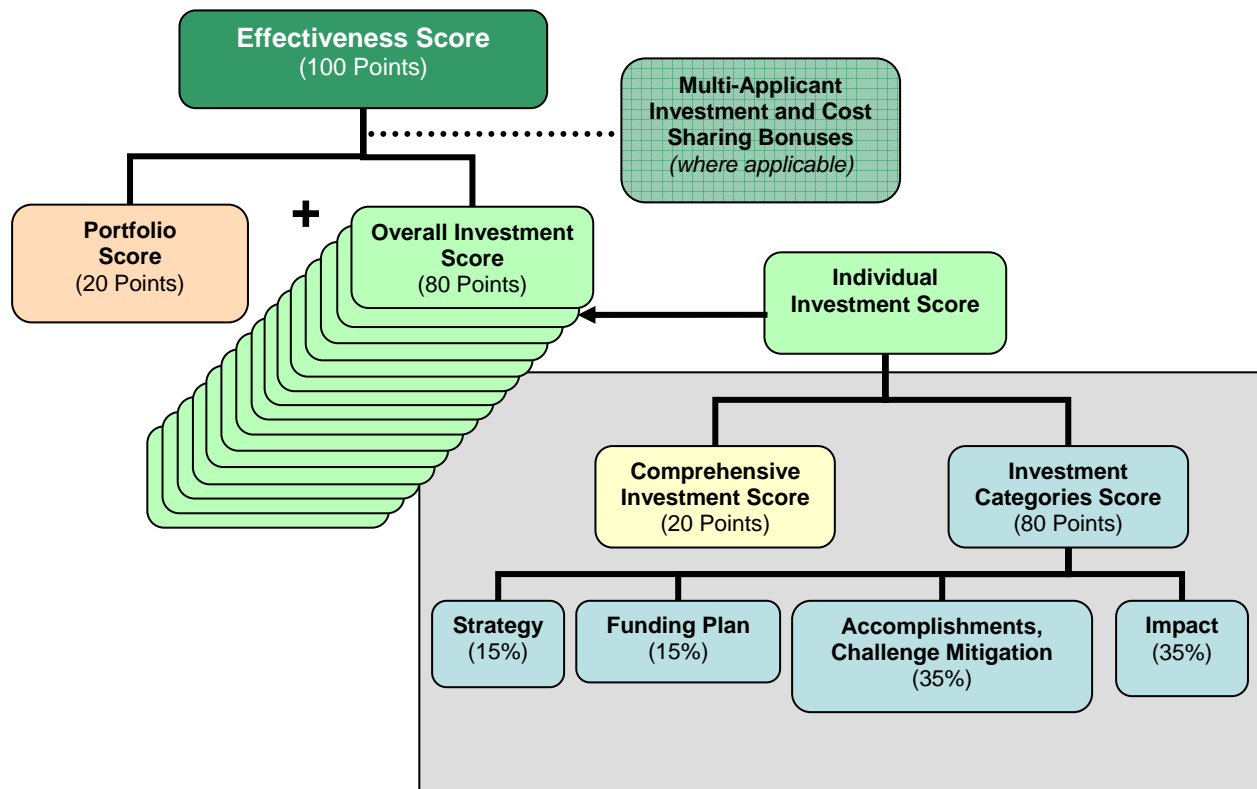 Effectiveness Score
(100 Points)
Multi-Applicant
Investment and Cost
Sharing Bonuses
(where applicable)
Portfolio
Score
(20 Points)
+
Overall Investment
Score
(80 Points)
Individual
Investment Score
Comprehensive
Investment Score
(20 Points)
Investment
Categories Score
(80 Points)
Strategy
(15%)
Funding Plan
(15%)
Accomplishments,
Challenge Mitigation
(35%)
Impact
(35%)